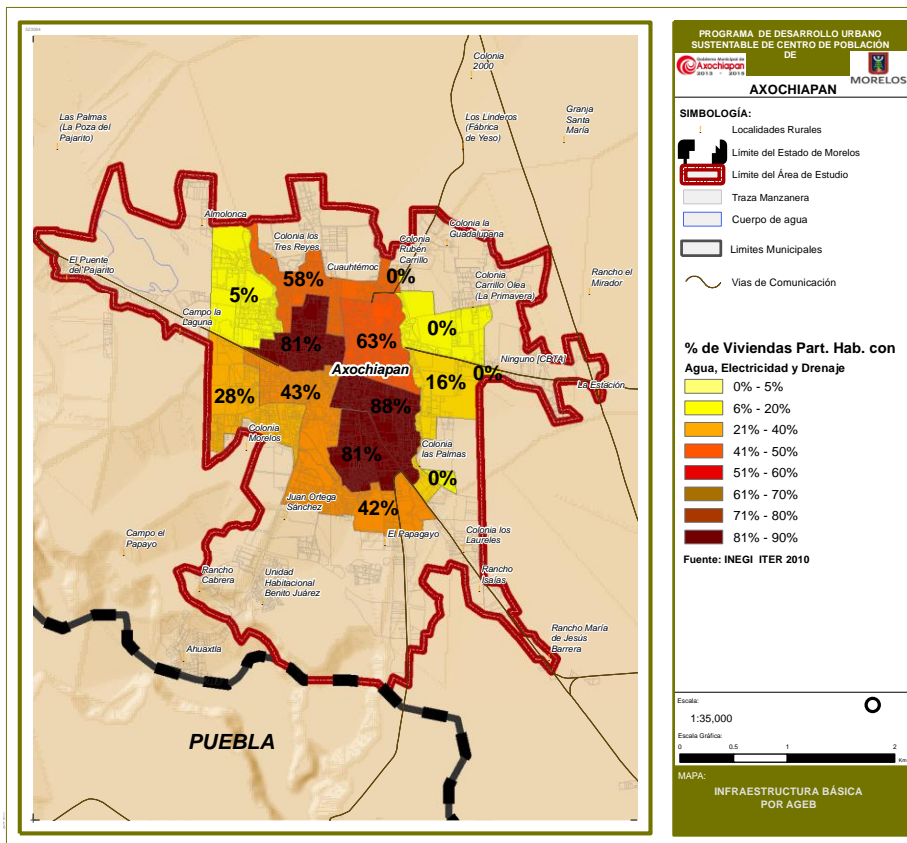 Colonia
2000
Las Palmas
(La Poza del
Pajarito)
Los Linderos
(Fábrica
de Yeso)
Granja
Santa
María
Almolonca
Colonia la
Guadalupana
Colonia los
Tres Reyes
Colonia
Rubén
Carrillo
El Puente
del Pajarito
Cuauhtémoc
58%
0%
Colonia
Carrillo Olea
(La Primavera)
Rancho el
Mirador
5%
Campo la
Laguna
0%
81%
63%
Axochiapan
Ninguno [CBTA]
0%
16%
La Estación
28%
43%
88%
Colonia
Morelos
Colonia
las Palmas
81%
0%
Juan Ortega
Sánchez
42%
El Papagayo
Colonia los
Laureles
Campo el
Papayo
Rancho
Cabrera
Unidad
Habitacional
Benito Juárez
Rancho
Isaías
Rancho María
de Jesús
Barrera
Ahuaxtla
PUEBLA
PROGRAMA DE DESARROLLO URBANO
SUSTENTABLE DE CENTRO DE POBLACIÓN
DE
Gobierno Municipal de
Axochiapan
2013 - 2015
MORELOS
AXOCHIAPAN
SIMBOLOGÍA:
Localidades Rurales
Límite del Estado de Morelos
Límite del Área de Estudio
Traza Manzanera
Cuerpo de agua
Limites Municipales
Vias de Comunicación
% de Viviendas Part. Hab. con
Agua, Electricidad y Drenaje
0% - 5%
6% - 20%
21% - 40%
41% - 50%
51% - 60%
61% - 70%
71% - 80%
81% - 90%
Fuente: INEGI ITER 2010
Escala:
1:35,000
Escala Gráfica:
0 0.5 1 2
Km
MAPA:
INFRAESTRUCTURA BÁSICA
POR AGEB